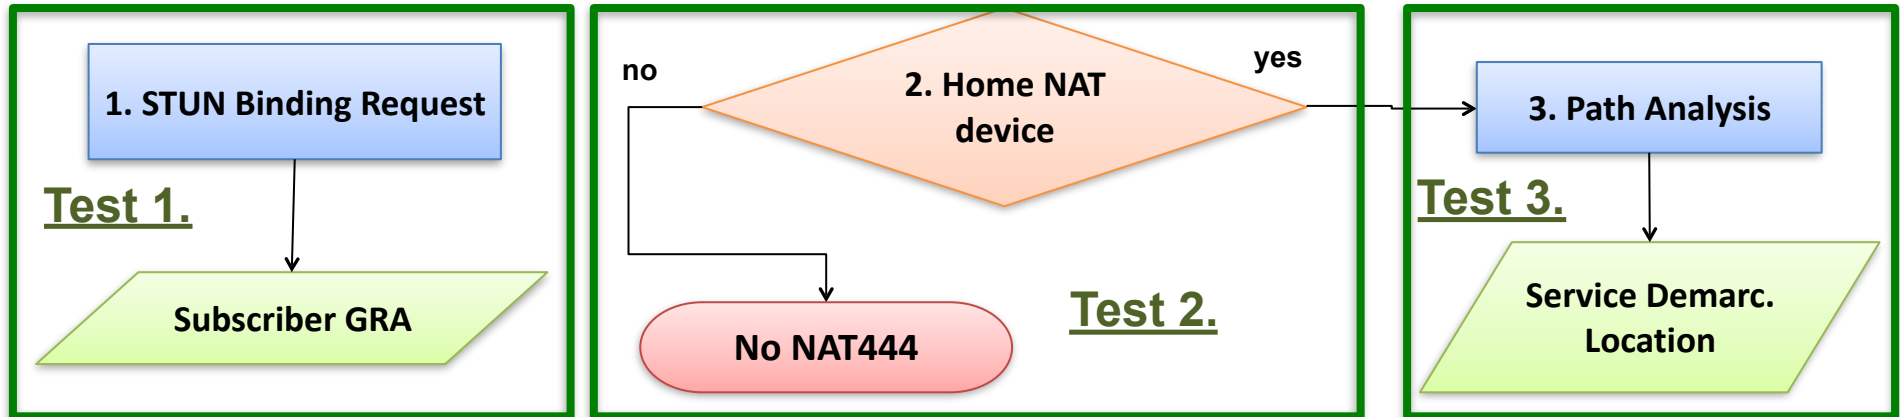 1. STUN Binding Request
Test 1.
Subscriber GRA
no
2. Home NAT
device
yes
No NAT444
Test 2.
3. Path Analysis
Test 3.
Service Demarc.
Location